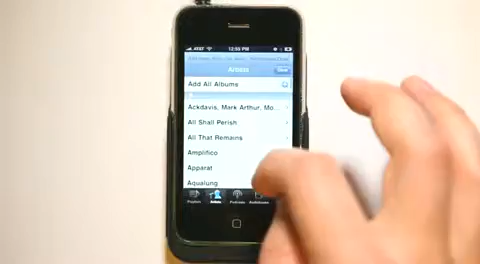 AT&T 12:50 PM
Artists
Done
Add All Albums
Ackdavis, Mark Arthur, Mo...
All Shall Perish
All That Remains
Amplifico
Apparat
Aqualung
Playlists Artists Podcasts Audiobooks